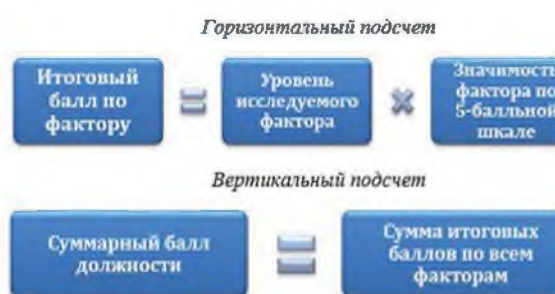 Горизонтальный подсчет
Итоговый
балл по
фактору
=
Уровень
исследуемого
фактора
×
Значимость
фактора по
5-балльной
шкале
Вертикальный подсчет
Суммарный балл
должности
=
Сумма итоговых
баллов по всем
факторам